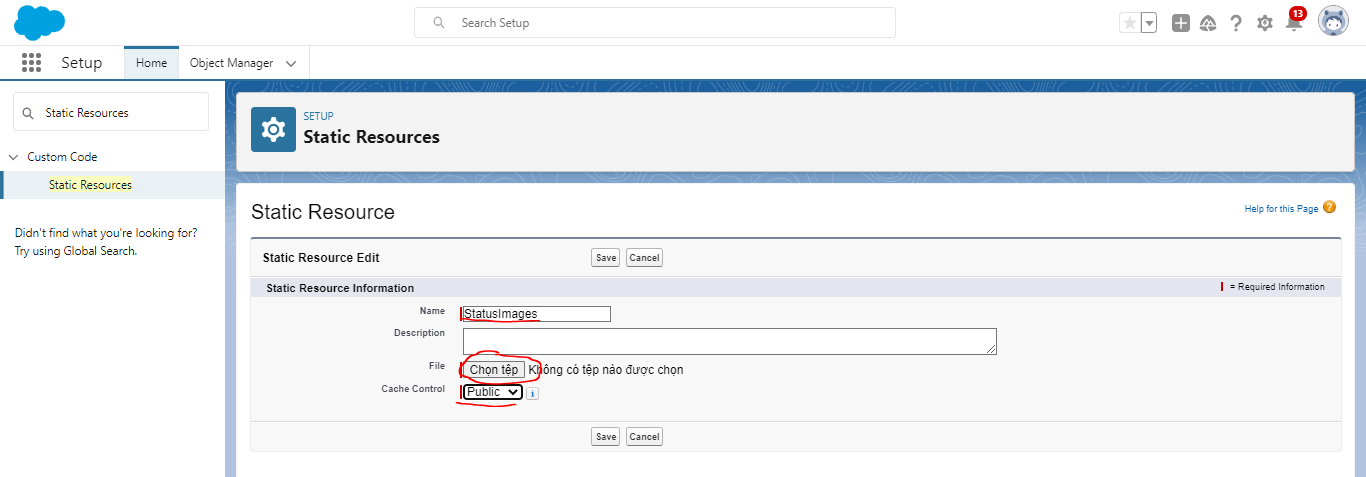 Search Setup
13
Setup
Home
Object Manager
Static Resources
Custom Code
Static Resources
Didn't find what you're looking for?
Try using Global Search.
SETUP
Static Resources
Static Resource
Help for this Page ?
Static Resource Edit
Save
Cancel
Static Resource Information
= Required Information
Name
StatusImages
Description
File
Chọn tệp
Không có tệp nào được chọn
Cache Control
Public
i
Save
Cancel